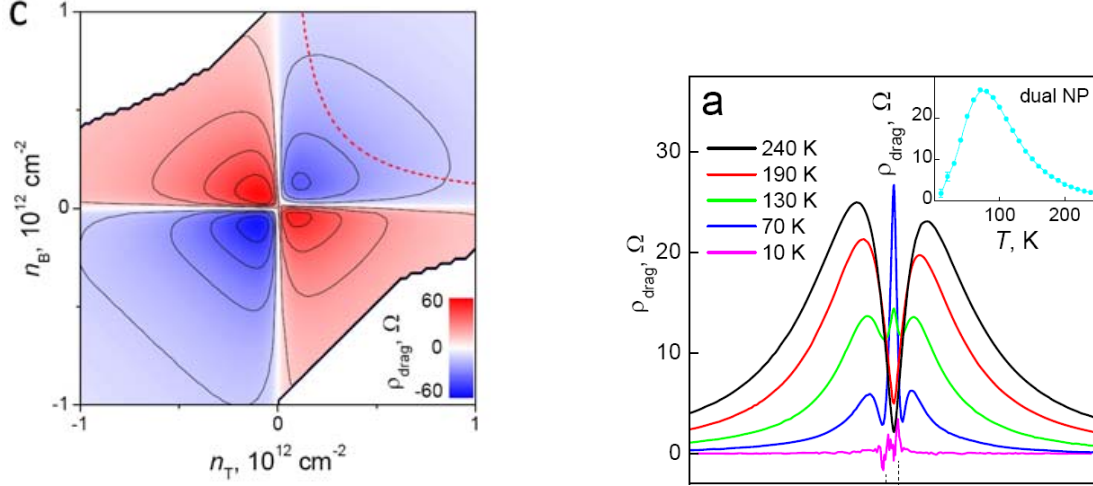 c
1
0
-1
n_B, 10^12 cm^-2
-1
0
1
n_T, 10^12 cm^-2
60
0
-60
ρ_drag, Ω
a
240 K
190 K
130 K
70 K
10 K
30
20
10
0
ρ_drag, Ω
dual NP
20
10
0
ρ_drag, Ω
100
200
T, K